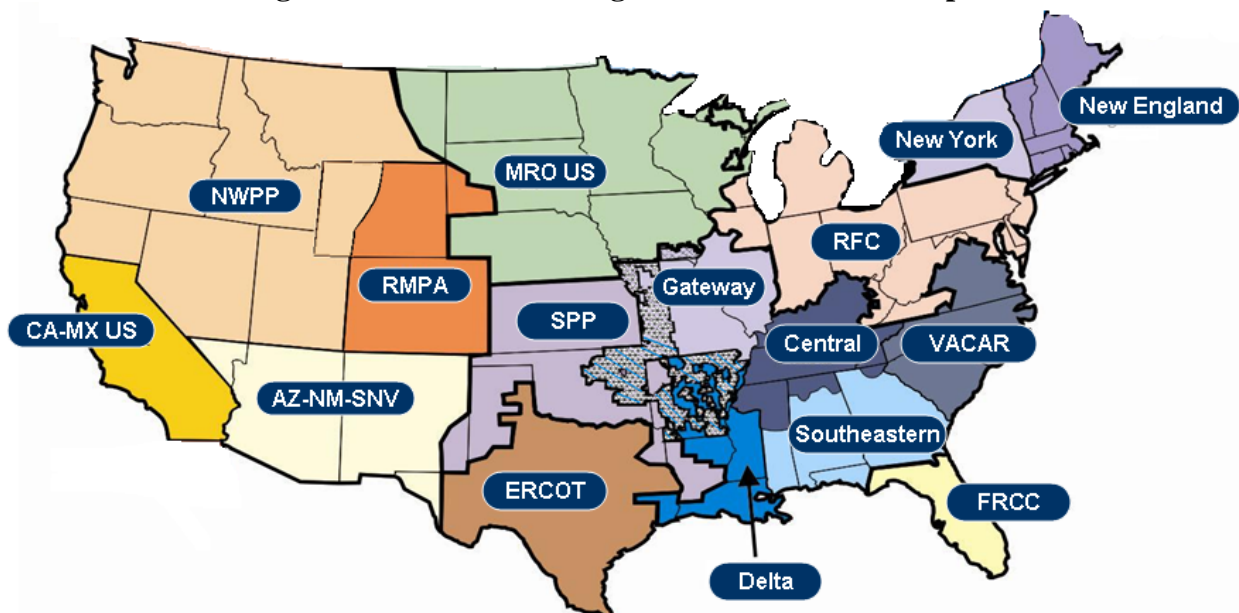 New England
New York
MRO US
NWPP
RFC
RMPA
Gateway
SPP
CA-MX US
Central
VACAR
AZ-NM-SNV
Southeastern
ERCOT
FRCC
Delta